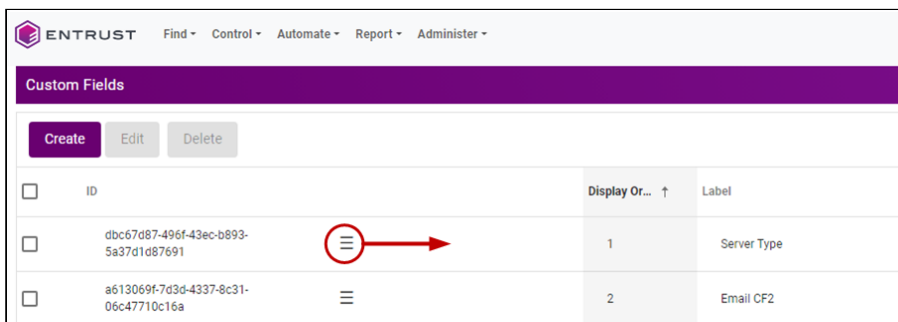 ENTRUST Find Control Automate Report Administer
Custom Fields
Create Edit Delete
ID Display Or... ↑ Label
dbc67d87-496f-43ec-b893-
5a37d1d87691
1 Server Type
a613069f-7d3d-4337-8c31-
06c47710c16a
2 Email CF2